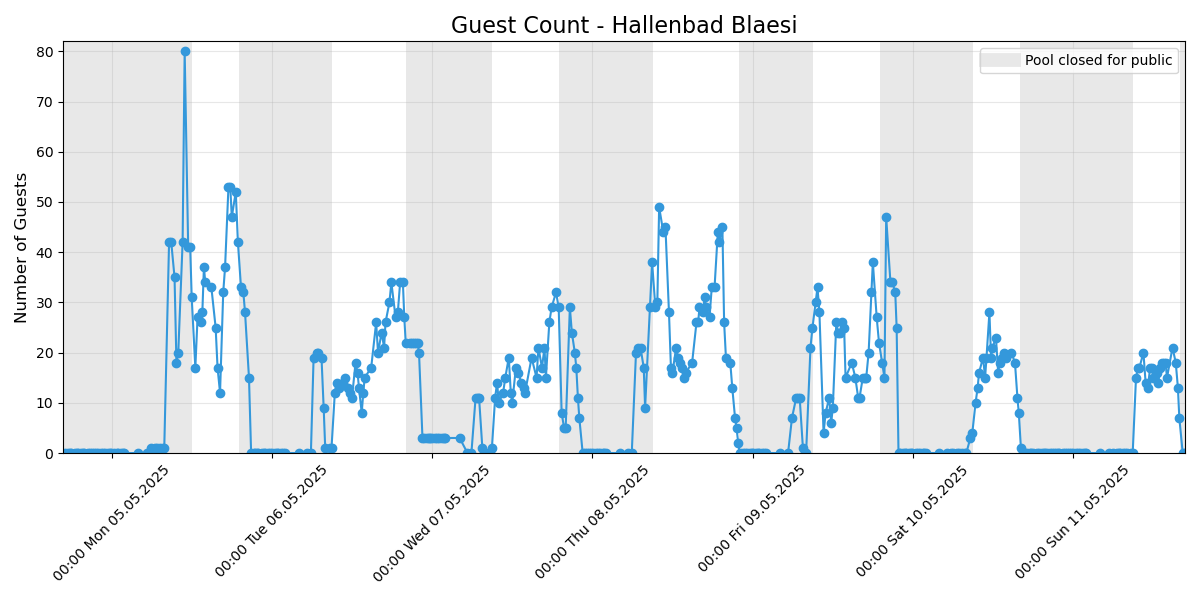 Guest Count - Hallenbad Blaesi
Pool closed for public
Number of Guests
80
70
60
50
40
30
20
10
0
00:00 Mon 05.05.2025
00:00 Tue 06.05.2025
00:00 Wed 07.05.2025
00:00 Thu 08.05.2025
00:00 Fri 09.05.2025
00:00 Sat 10.05.2025
00:00 Sun 11.05.2025